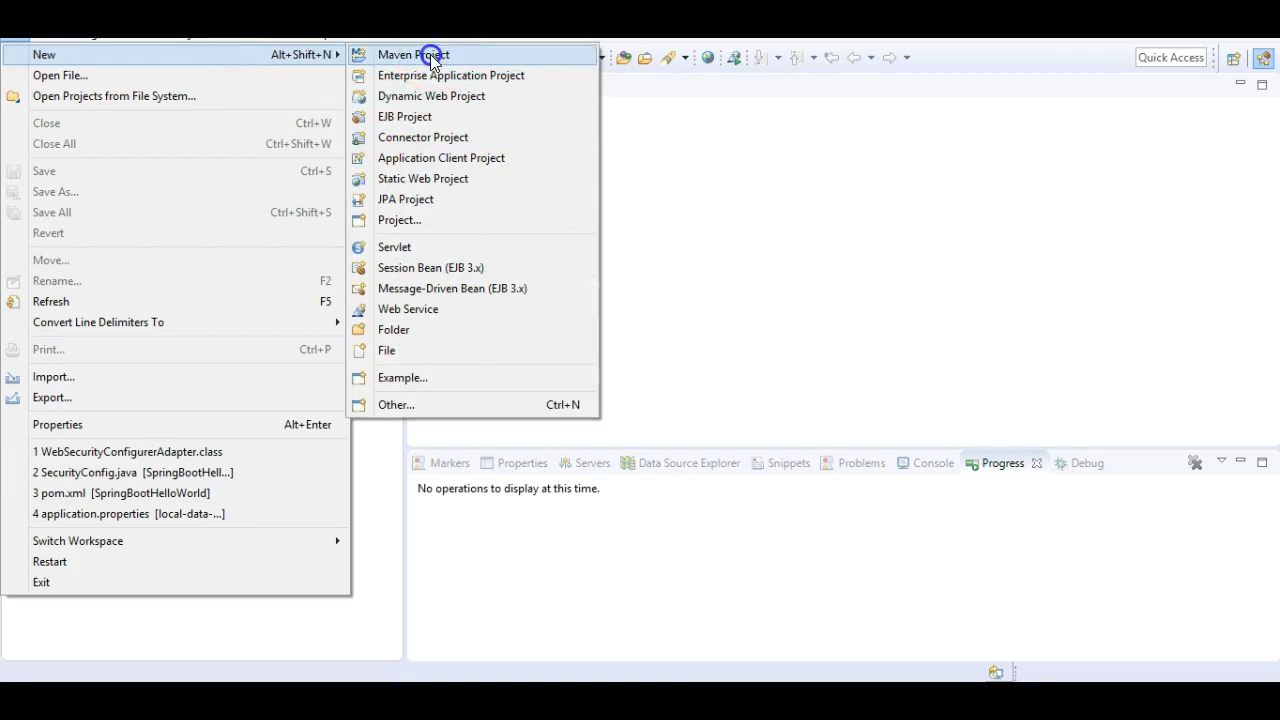 New Alt+Shift+N
Open File...
Open Projects from File System...
Close Ctrl+W
Close All Ctrl+Shift+W
Save Ctrl+S
Save As...
Save All Ctrl+Shift+S
Revert
Move...
Rename... F2
Refresh F5
Convert Line Delimiters To
Print... Ctrl+P
Import...
Export...
Properties Alt+Enter
1 WebSecurityConfigurerAdapter.class
2 SecurityConfig.java [SpringBootHell...]
3 pom.xml [SpringBootHelloWorld]
4 application.properties [local-data-...]
Switch Workspace
Restart
Exit
Maven Project
Enterprise Application Project
Dynamic Web Project
EJB Project
Connector Project
Application Client Project
Static Web Project
JPA Project
Project...
Servlet
Session Bean (EJB 3.x)
Message-Driven Bean (EJB 3.x)
Web Service
Folder
File
Example...
Other... Ctrl+N
Quick Access
Markers Properties Servers Data Source Explorer Snippets Problems Console Progress Debug
No operations to display at this time.